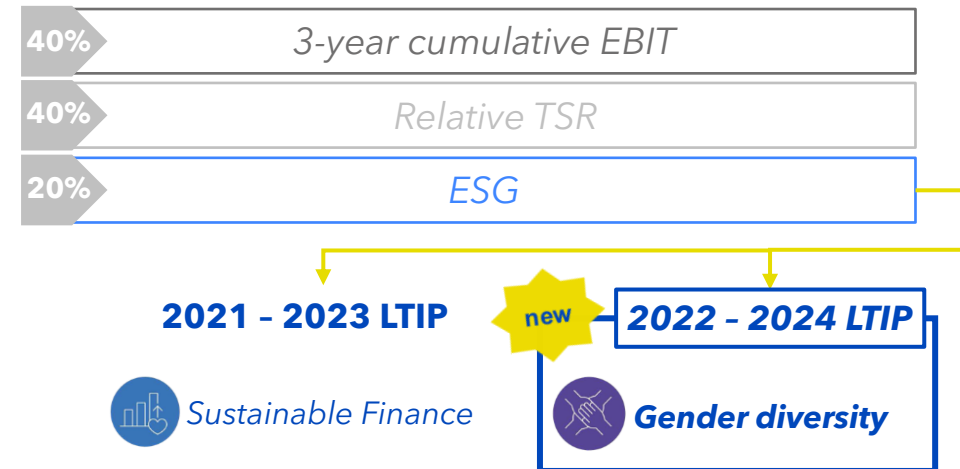 40% 3-year cumulative EBIT
40% Relative TSR
20% ESG
2021 – 2023 LTIP
new
2022 – 2024 LTIP
Sustainable Finance
Gender diversity